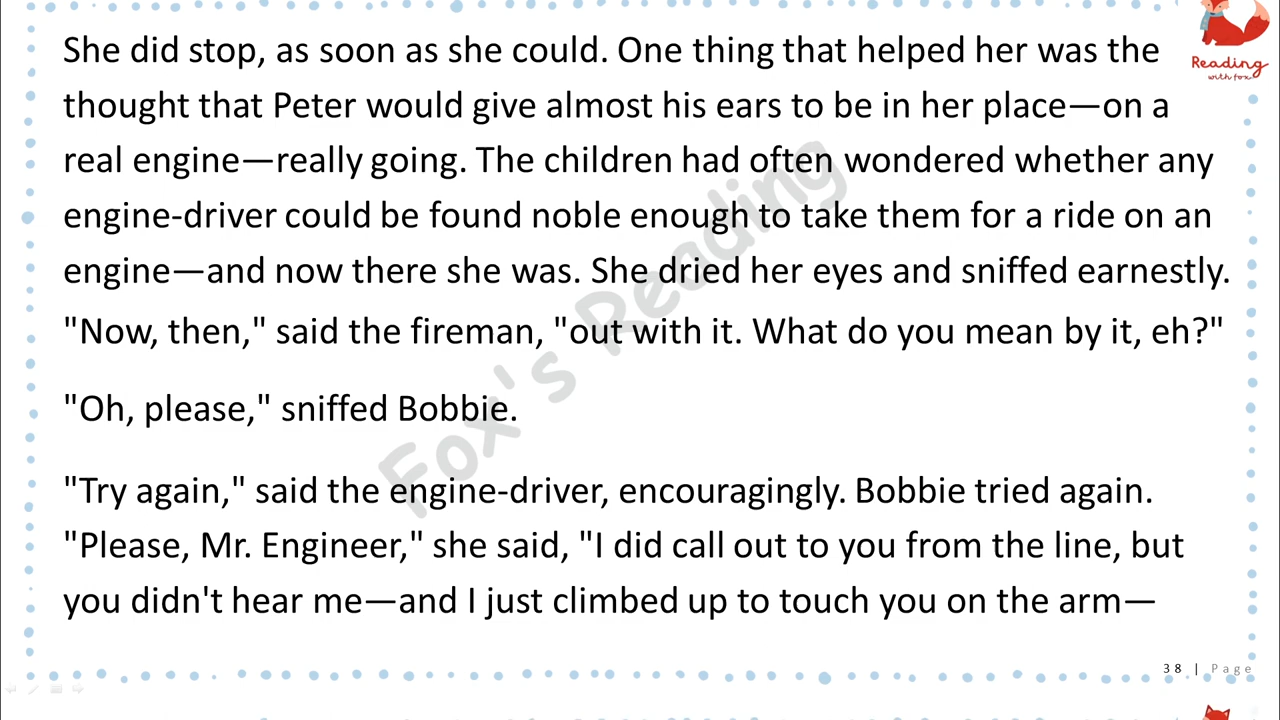 Reading
with fox
She did stop, as soon as she could. One thing that helped her was the
thought that Peter would give almost his ears to be in her place—on a
real engine—really going. The children had often wondered whether any
engine-driver could be found noble enough to take them for a ride on an
engine—and now there she was. She dried her eyes and sniffed earnestly.
"Now, then," said the fireman, "out with it. What do you mean by it, eh?"
"Oh, please," sniffed Bobbie.
"Try again," said the engine-driver, encouragingly. Bobbie tried again.
"Please, Mr. Engineer," she said, "I did call out to you from the line, but
you didn't hear me—and I just climbed up to touch you on the arm—
Fox's Reading
38 | Page